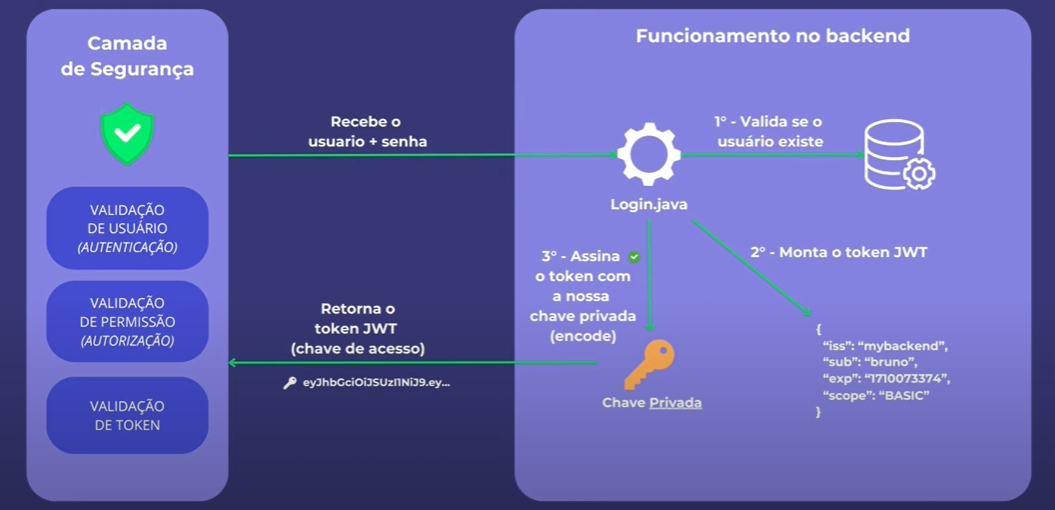 Camada
de Segurança
VALIDAÇÃO
DE USUÁRIO
(AUTENTICAÇÃO)
VALIDAÇÃO
DE PERMISSÃO
(AUTORIZAÇÃO)
VALIDAÇÃO
DE TOKEN
Recebe o
usuario + senha
Retorna o
token JWT
(chave de acesso)
eyJhbGciOiJSUzI1NiJ9.ey...
Funcionamento no backend
1° - Valida se o
usuário existe
Login.java
2° - Monta o token JWT
3° - Assina
o token com
a nossa
chave privada
(encode)
Chave Privada
{
"iss": "mybackend",
"sub": "bruno",
"exp": "1710073374",
"scope": "BASIC"
}